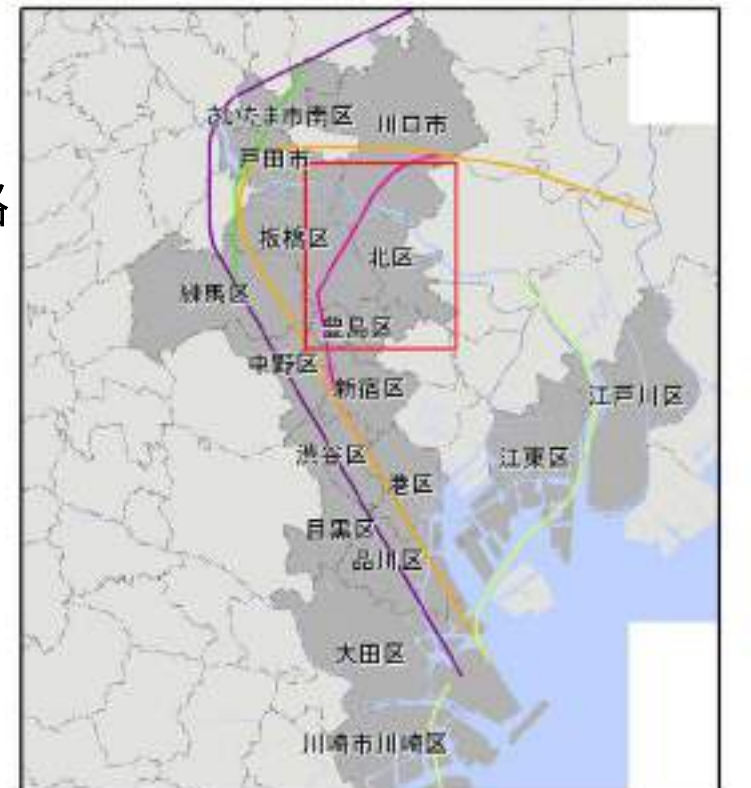 さいたま市南区
川口市
戸田市
路
板橋区
北区
練馬区
豊島区
中野区
新宿区
江戸川区
渋谷区
江東区
港区
目黒区
品川区
大田区
川崎市川崎区